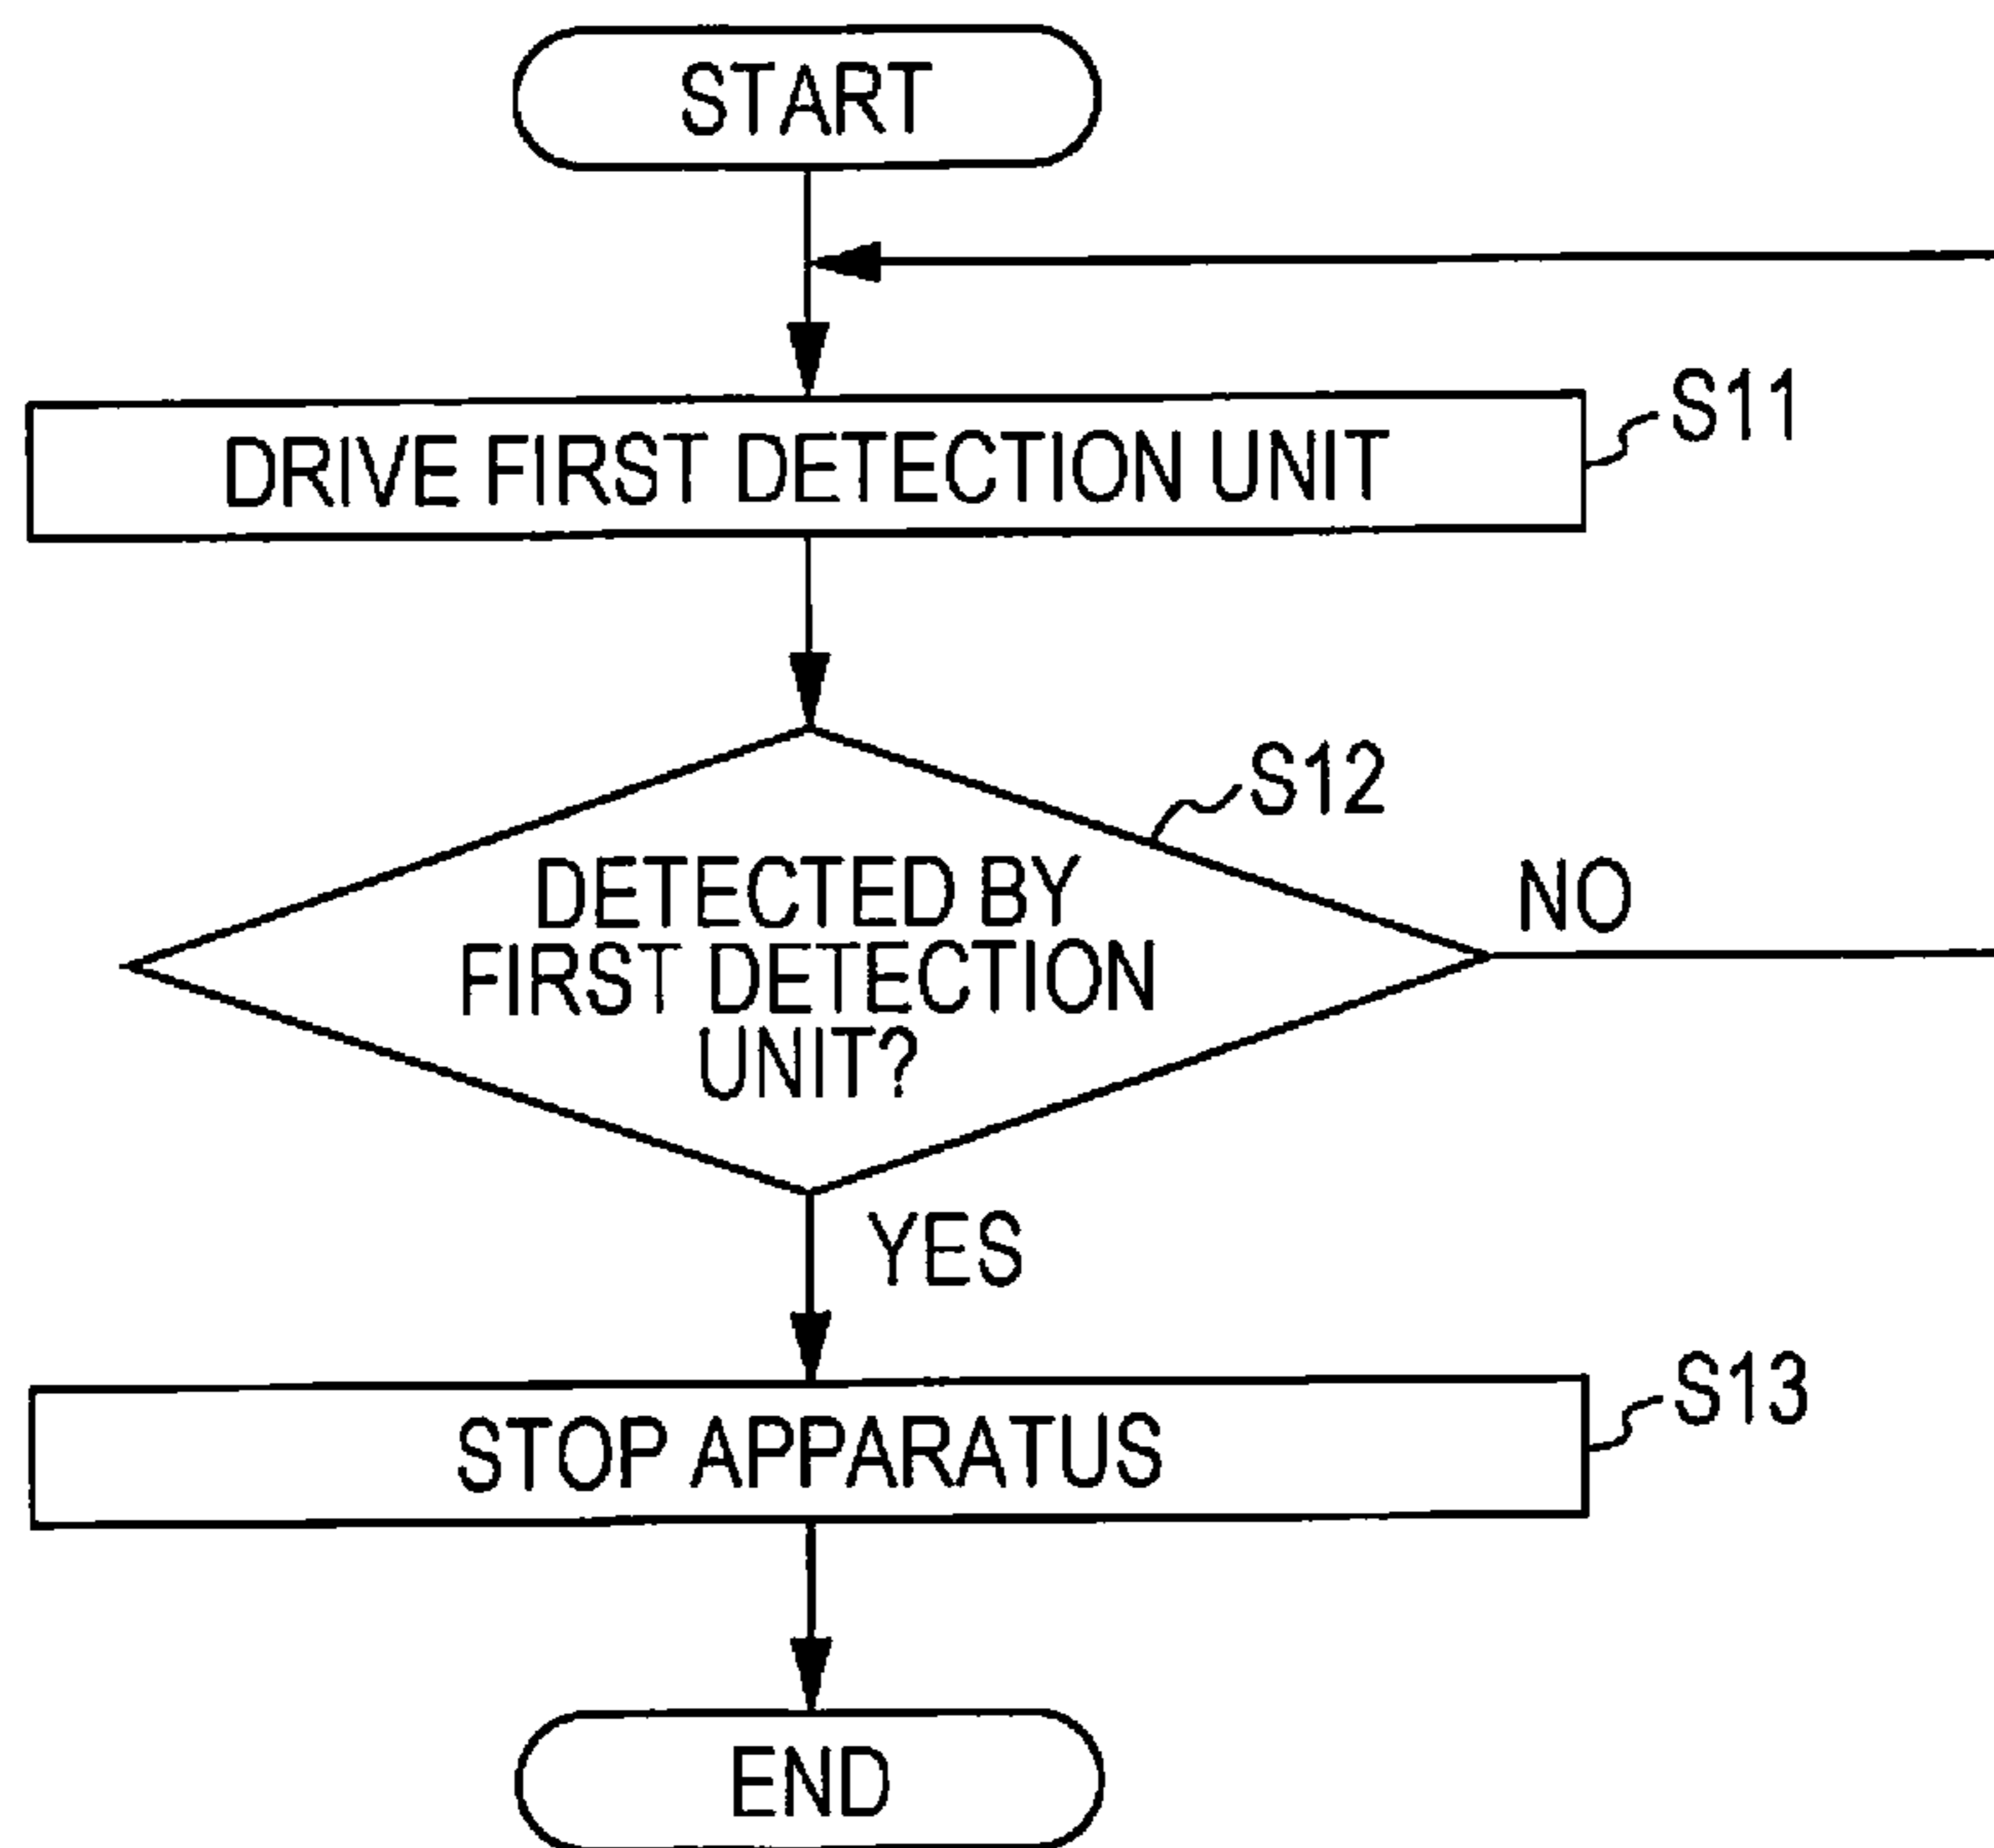 START
DRIVE FIRST DETECTION UNIT
S11
S12
DETECTED BY
FIRST DETECTION
UNIT?
NO
YES
STOP APPARATUS
S13
END